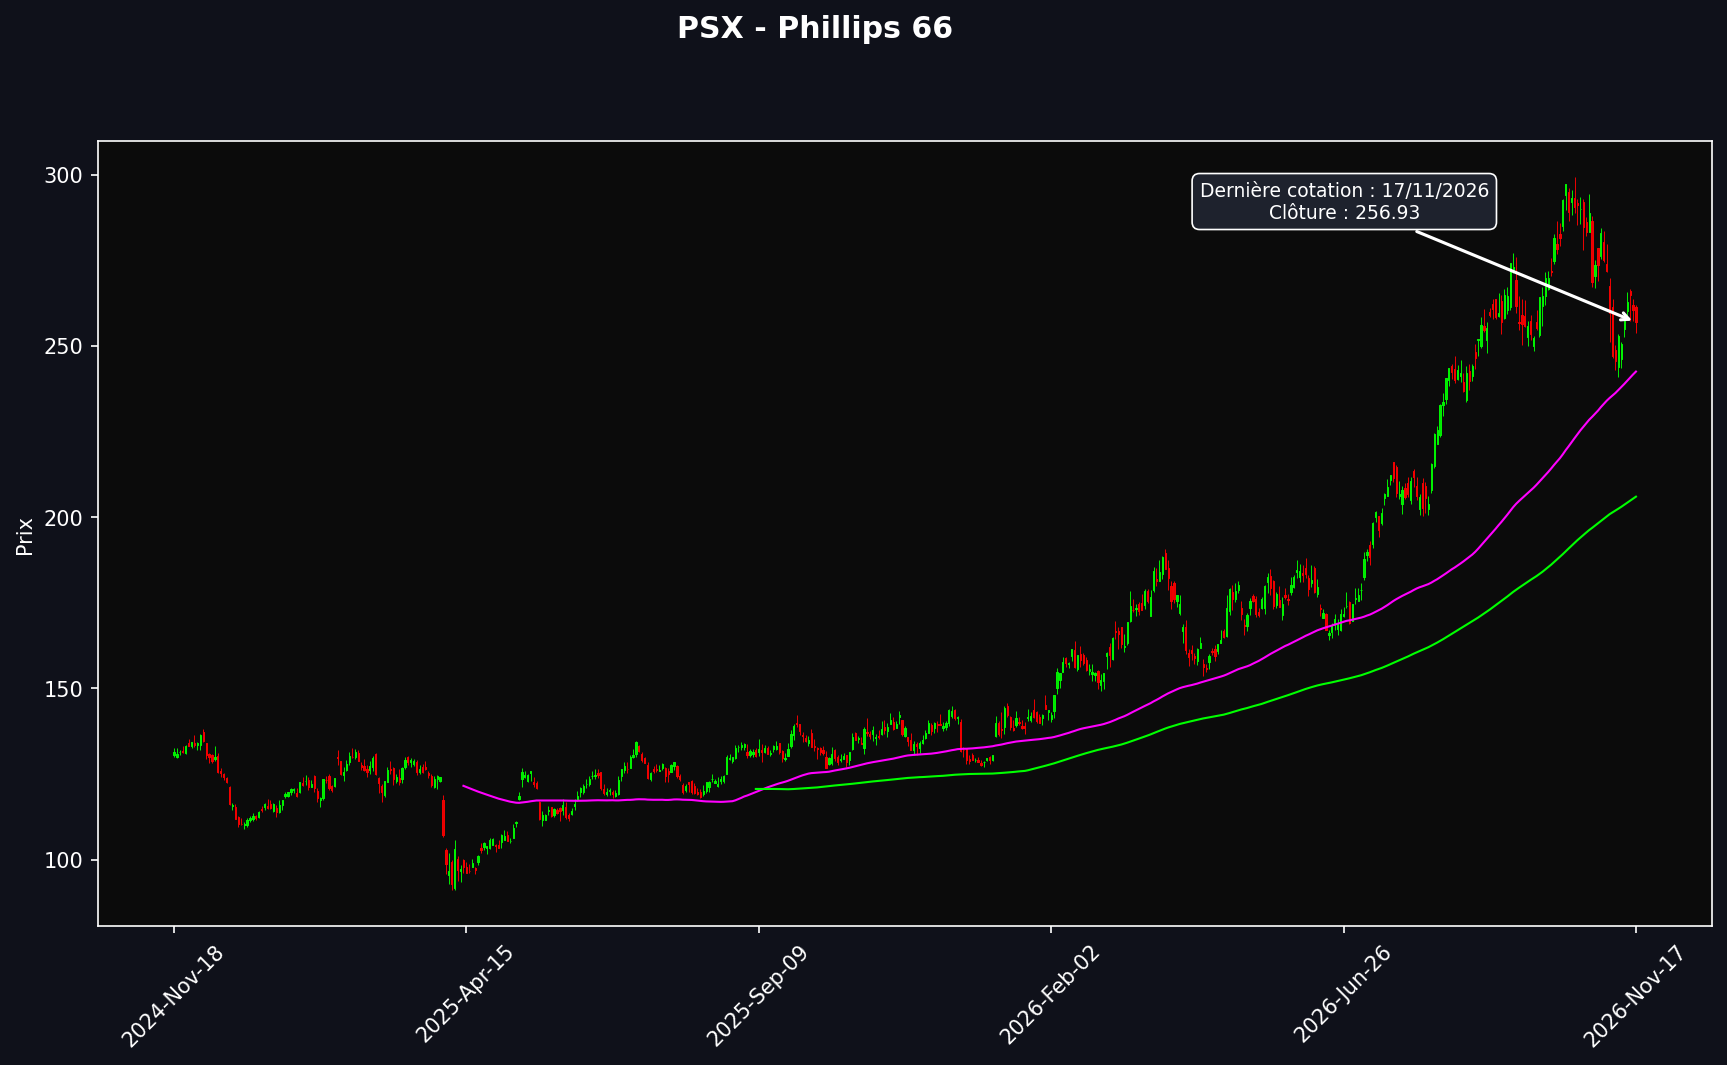 PSX - Phillips 66
Dernière cotation : 17/11/2026
Clôture : 256.93
Prix
300
250
200
150
100
2024-Nov-18
2025-Apr-15
2025-Sep-09
2026-Feb-02
2026-Jun-26
2026-Nov-17